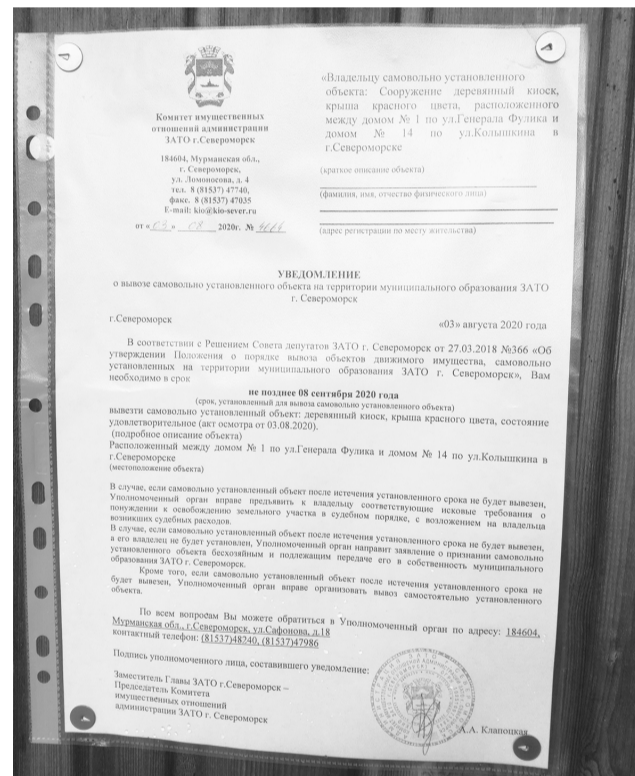 Комитет имущественных
отношений администрации
ЗАТО г.Североморск
184604, Мурманская обл.,
г. Североморск,
ул. Ломоносова, д. 4
тел. 8 (81537) 47740,
факс. 8 (81537) 47035
E-mail: kio@kio-sever.ru
от «03» 08 2020г. №
«Владельцу самовольно установленного
объекта: Сооружение деревянный киоск,
крыша красного цвета, расположенного
между домом № 1 по ул.Генерала Фулика и
домом № 14 по ул.Колышкина в
г.Североморске
(краткое описание объекта)
(фамилия, имя, отчество физического лица)
(адрес регистрации по месту жительства)
УВЕДОМЛЕНИЕ
о вывозе самовольно установленного объекта на территории муниципального образования ЗАТО
г. Североморск
г.Североморск
«03» августа 2020 года
В соответствии с Решением Совета депутатов ЗАТО г. Североморск от 27.03.2018 №366 «Об
утверждении Положения о порядке вывоза объектов движимого имущества, самовольно
установленных на территории муниципального образования ЗАТО г. Североморск», Вам
необходимо в срок
не позднее 08 сентября 2020 года
(срок, установленный для вывоза самовольно установленного объекта)
вывезти самовольно установленный объект: деревянный киоск, крыша красного цвета, состояние
удовлетворительное (акт осмотра от 03.08.2020).
(подробное описание объекта)
Расположенный между домом № 1 по ул.Генерала Фулика и домом № 14 по ул.Колышкина в
г.Североморске
(местоположение объекта)
В случае, если самовольно установленный объект после истечения установленного срока не будет вывезен,
Уполномоченный орган вправе предъявить к владельцу соответствующие исковые требования о
понуждении к освобождению земельного участка в судебном порядке, с возложением на владельца
возникших судебных расходов.
В случае, если самовольно установленный объект после истечения установленного срока не будет вывезен,
а его владелец не будет установлен, Уполномоченный орган направит заявление о признании самовольно
установленного объекта бесхозяйным и подлежащим передаче его в собственность муниципального
образования ЗАТО г. Североморск.
Кроме того, если самовольно установленный объект после истечения установленного срока не
будет вывезен, Уполномоченный орган вправе организовать вывоз самостоятельно установленного
объекта.
По всем вопросам Вы можете обратиться в Уполномоченный орган по адресу: 184604,
Мурманская обл., г.Североморск, ул.Сафонова, д.18
контактный телефон: (81537)48240, (81537)47986
Подпись уполномоченного лица, составившего уведомление:
Заместитель Главы ЗАТО г.Североморск –
Председатель Комитета
имущественных отношений
администрации ЗАТО г. Североморск
А.А. Клапоцкая